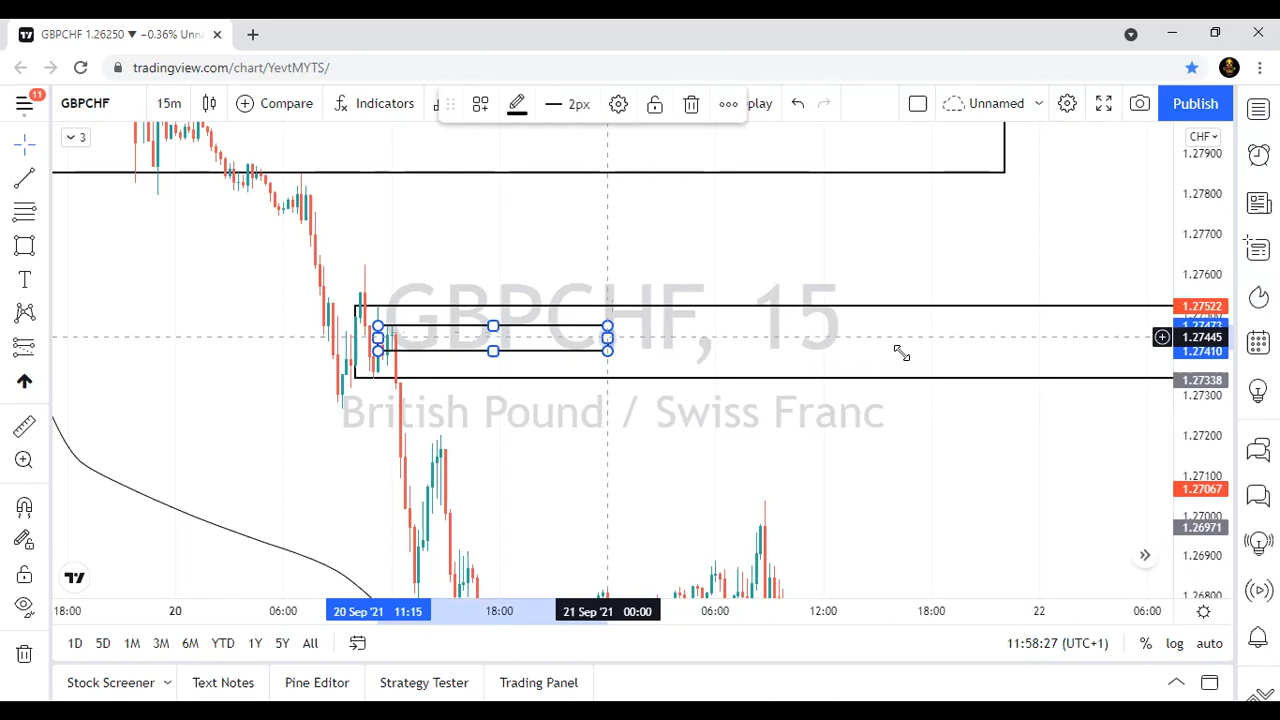 GBPCHF 1.26250 ▼ −0.36% Unna
tradingview.com/chart/YevtMYTS/
11
GBPCHF
15m
Compare
Indicators
2px
play
Unnamed
Publish
3
CHF
1.27900
1.27800
1.27700
1.27600
1.27522
1.27473
1.27445
1.27410
1.27338
1.27300
1.27200
1.27100
1.27067
1.27000
1.26971
1.26900
1.26800
GBPCHF, 15
British Pound / Swiss Franc
18:00
20
06:00
20 Sep '21 11:15
18:00
21 Sep '21 00:00
06:00
12:00
18:00
22
06:00
1D 5D 1M 3M 6M YTD 1Y 5Y All
11:58:27 (UTC+1)
% log auto
Stock Screener
Text Notes
Pine Editor
Strategy Tester
Trading Panel